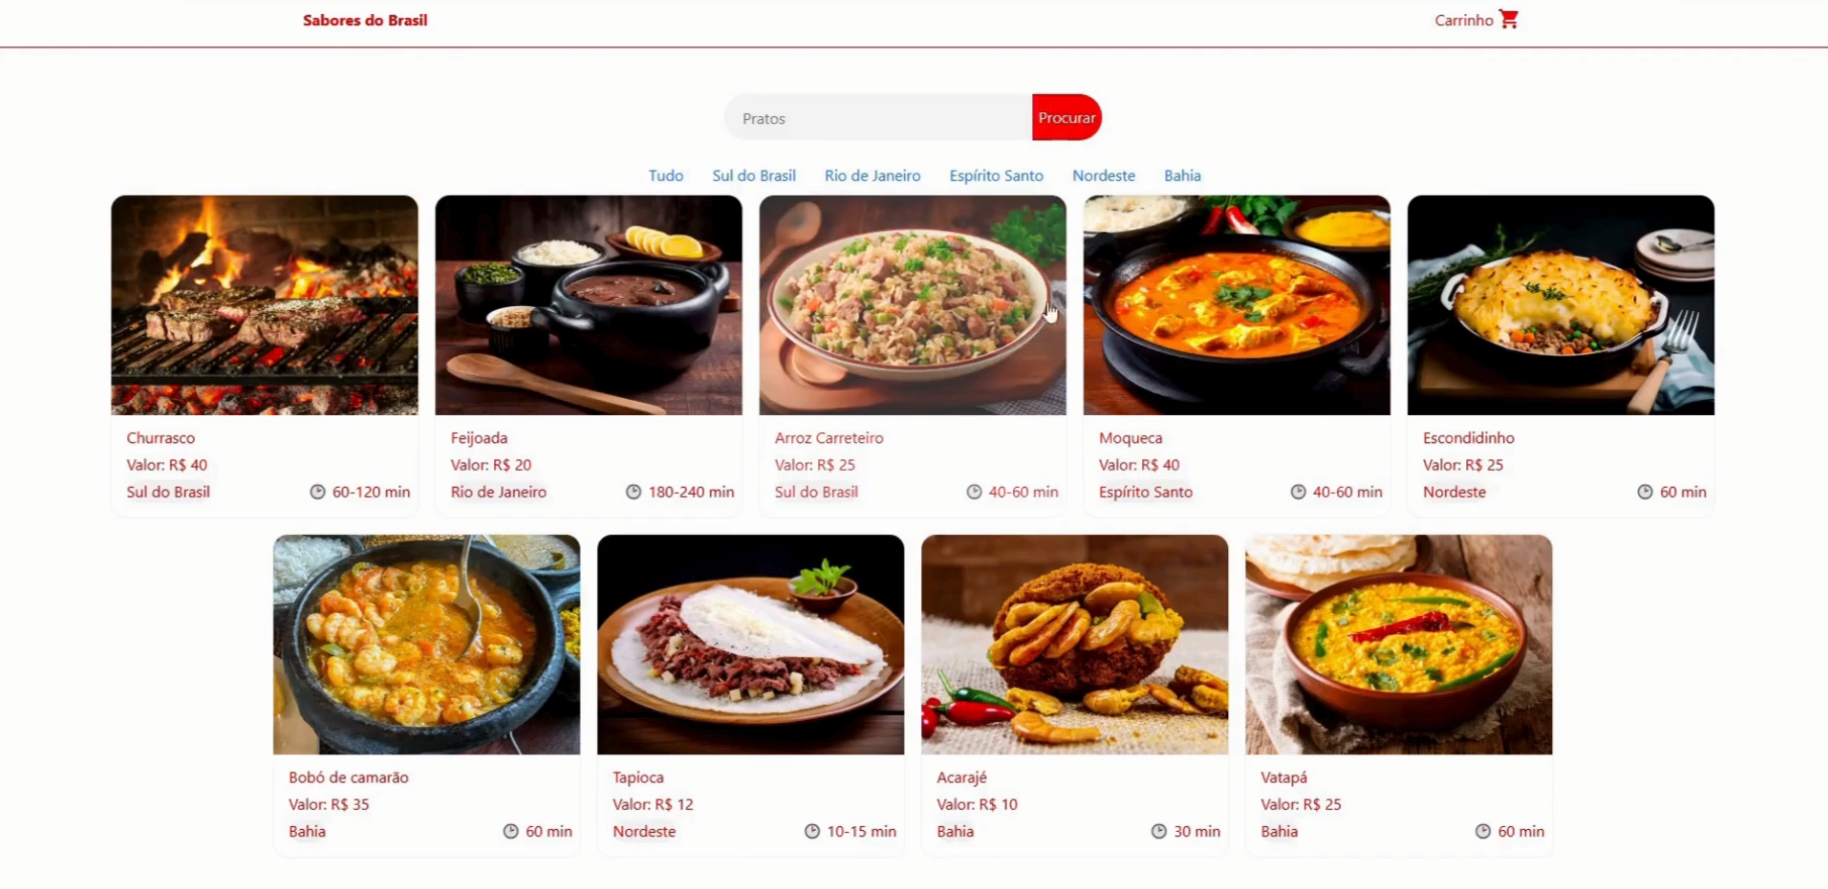 Sabores do Brasil
Carrinho
Pratos
Procurar
Tudo Sul do Brasil Rio de Janeiro Espírito Santo Nordeste Bahia
Churrasco
Valor: R$ 40
Sul do Brasil 60-120 min
Feijoada
Valor: R$ 20
Rio de Janeiro 180-240 min
Arroz Carreteiro
Valor: R$ 25
Sul do Brasil 40-60 min
Moqueca
Valor: R$ 40
Espírito Santo 40-60 min
Escondidinho
Valor: R$ 25
Nordeste 60 min
Bobó de camarão
Valor: R$ 35
Bahia 60 min
Tapioca
Valor: R$ 12
Nordeste 10-15 min
Acarajé
Valor: R$ 10
Bahia 30 min
Vatapá
Valor: R$ 25
Bahia 60 min